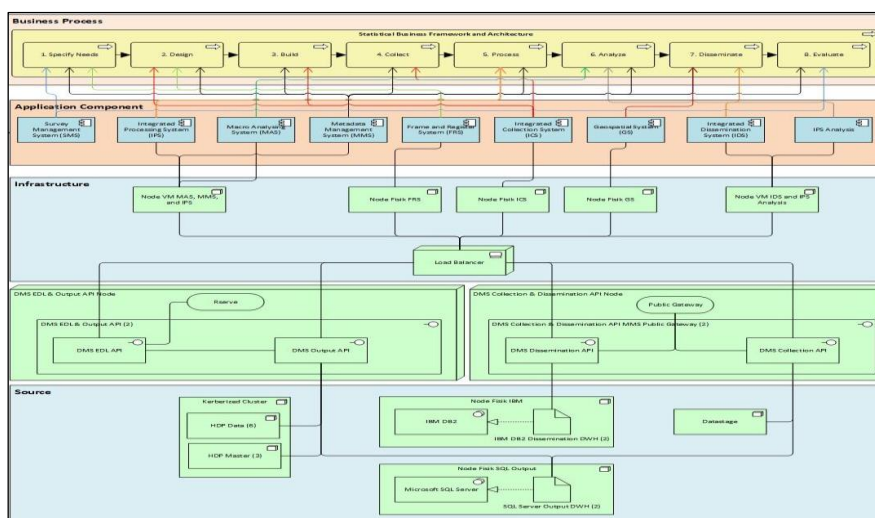 Business Process
Statistical Business Framework and Architecture
1. Specify Needs
2. Design
3. Build
4. Collect
5. Process
6. Analyze
7. Disseminate
8. Evaluate
Application Component
Survey
Management
System (SMS)
Integrated
Processing System
(IPS)
Macro Analysing
System (MAS)
Metadata
Management
System (MMS)
Frame and Register
System (FRS)
Integrated
Collection System
(ICS)
Geospatial System
(GS)
Integrated
Dissemination
System (IDS)
IPS Analysis
Infrastructure
Node VM MAS, MMS,
and IPS
Node Fisik FRS
Node Fisik ICS
Node Fisik GS
Node VM IDS and IPS
Analysis
Load Balancer
DMS EDL & Output API Node
Rserve
DMS EDL & Output API (2)
DMS EDL API
DMS Output API
DMS Collection & Dissemination API Node
Public Gateway
DMS Collection & Dissemination API MMS Public Gateway (2)
DMS Dissemination API
DMS Collection API
Source
Kerberized Cluster
HDP Data (6)
HDP Master (3)
Node Fisik IBM
IBM DB2
IBM DB2 Dissemination DWH (2)
Datastage
Node Fisik SQL Output
Microsoft SQL Server
SQL Server Output DWH (2)